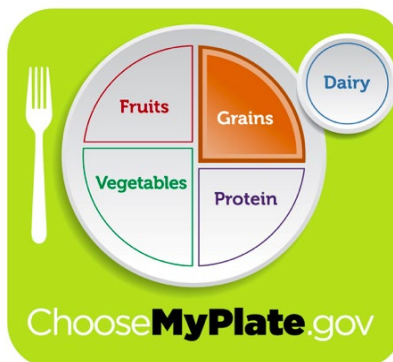 Dairy
Fruits
Grains
Vegetables
Protein
ChooseMyPlate.gov